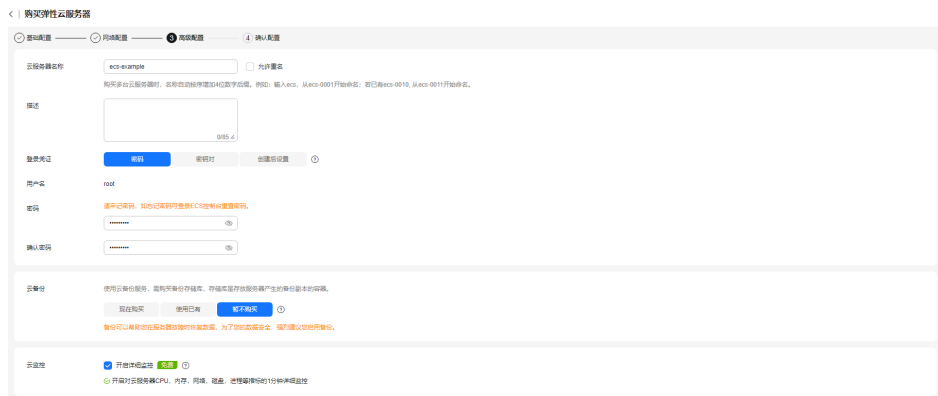 购买弹性云服务器
基础配置 网络配置 3 高级配置 4 确认配置
云服务器名称 ecs-example 允许重名
购买多台云服务器时，名称自动按序增加4位数字后缀。例如：输入ecs，从ecs-0001开始命名；若已有ecs-0010，从ecs-0011开始命名。
描述
0/85
登录凭证 密码 密钥对 创建后设置
用户名 root
密码 请牢记密码，如忘记密码可登录ECS控制台重置密码。
•••••••••
确认密码 •••••••••
云备份 使用云备份服务，需购买备份存储库，存储库是存放服务器产生的备份副本的容器。
现在购买 使用已有 暂不购买
备份可以帮助您在服务器故障时恢复数据，为了您的数据安全，强烈建议您启用备份。
云监控 开启详细监控 免费
开启对云服务器CPU、内存、网络、磁盘、进程等指标的1分钟详细监控